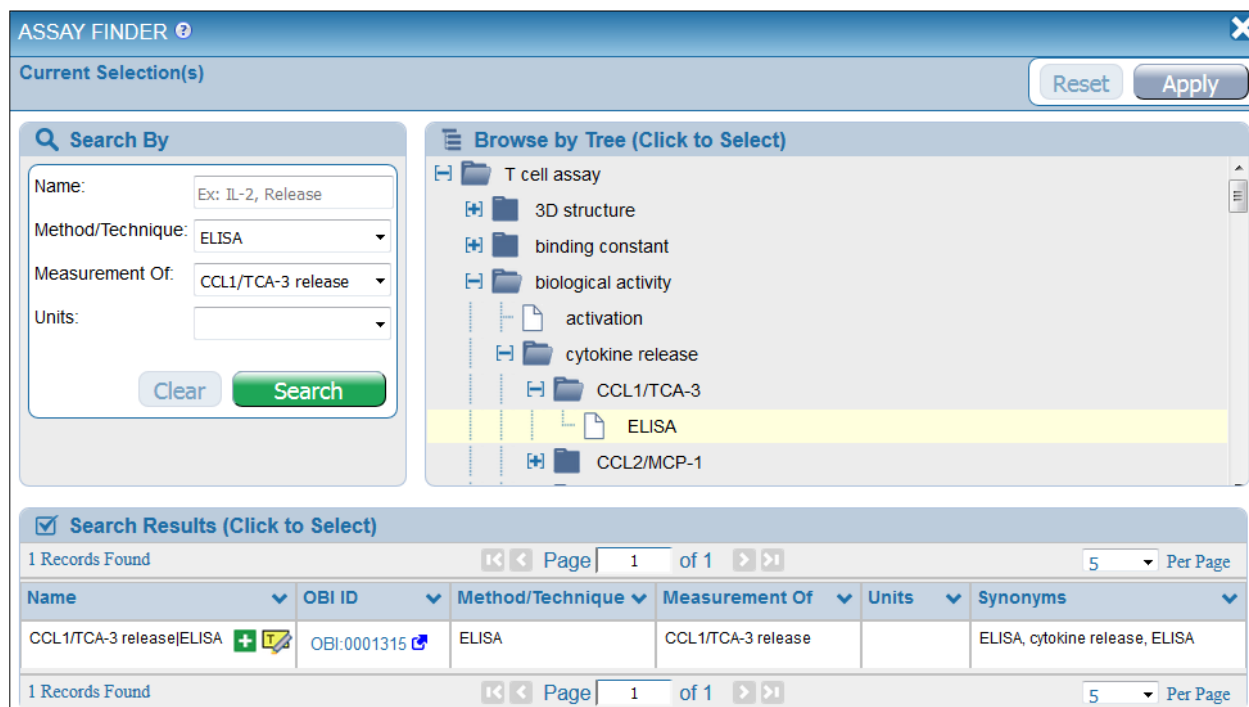 ASSAY FINDER ?
Current Selection(s)
Reset Apply
Search By
Name: Ex: IL-2, Release
Method/Technique: ELISA
Measurement Of: CCL1/TCA-3 release
Units:
Clear Search
Browse by Tree (Click to Select)
T cell assay
3D structure
binding constant
biological activity
activation
cytokine release
CCL1/TCA-3
ELISA
CCL2/MCP-1
Search Results (Click to Select)
1 Records Found Page 1 of 1 5 Per Page
Name OBI ID Method/Technique Measurement Of Units Synonyms
CCL1/TCA-3 release|ELISA T OBI:0001315 ELISA CCL1/TCA-3 release ELISA, cytokine release, ELISA
1 Records Found Page 1 of 1 5 Per Page